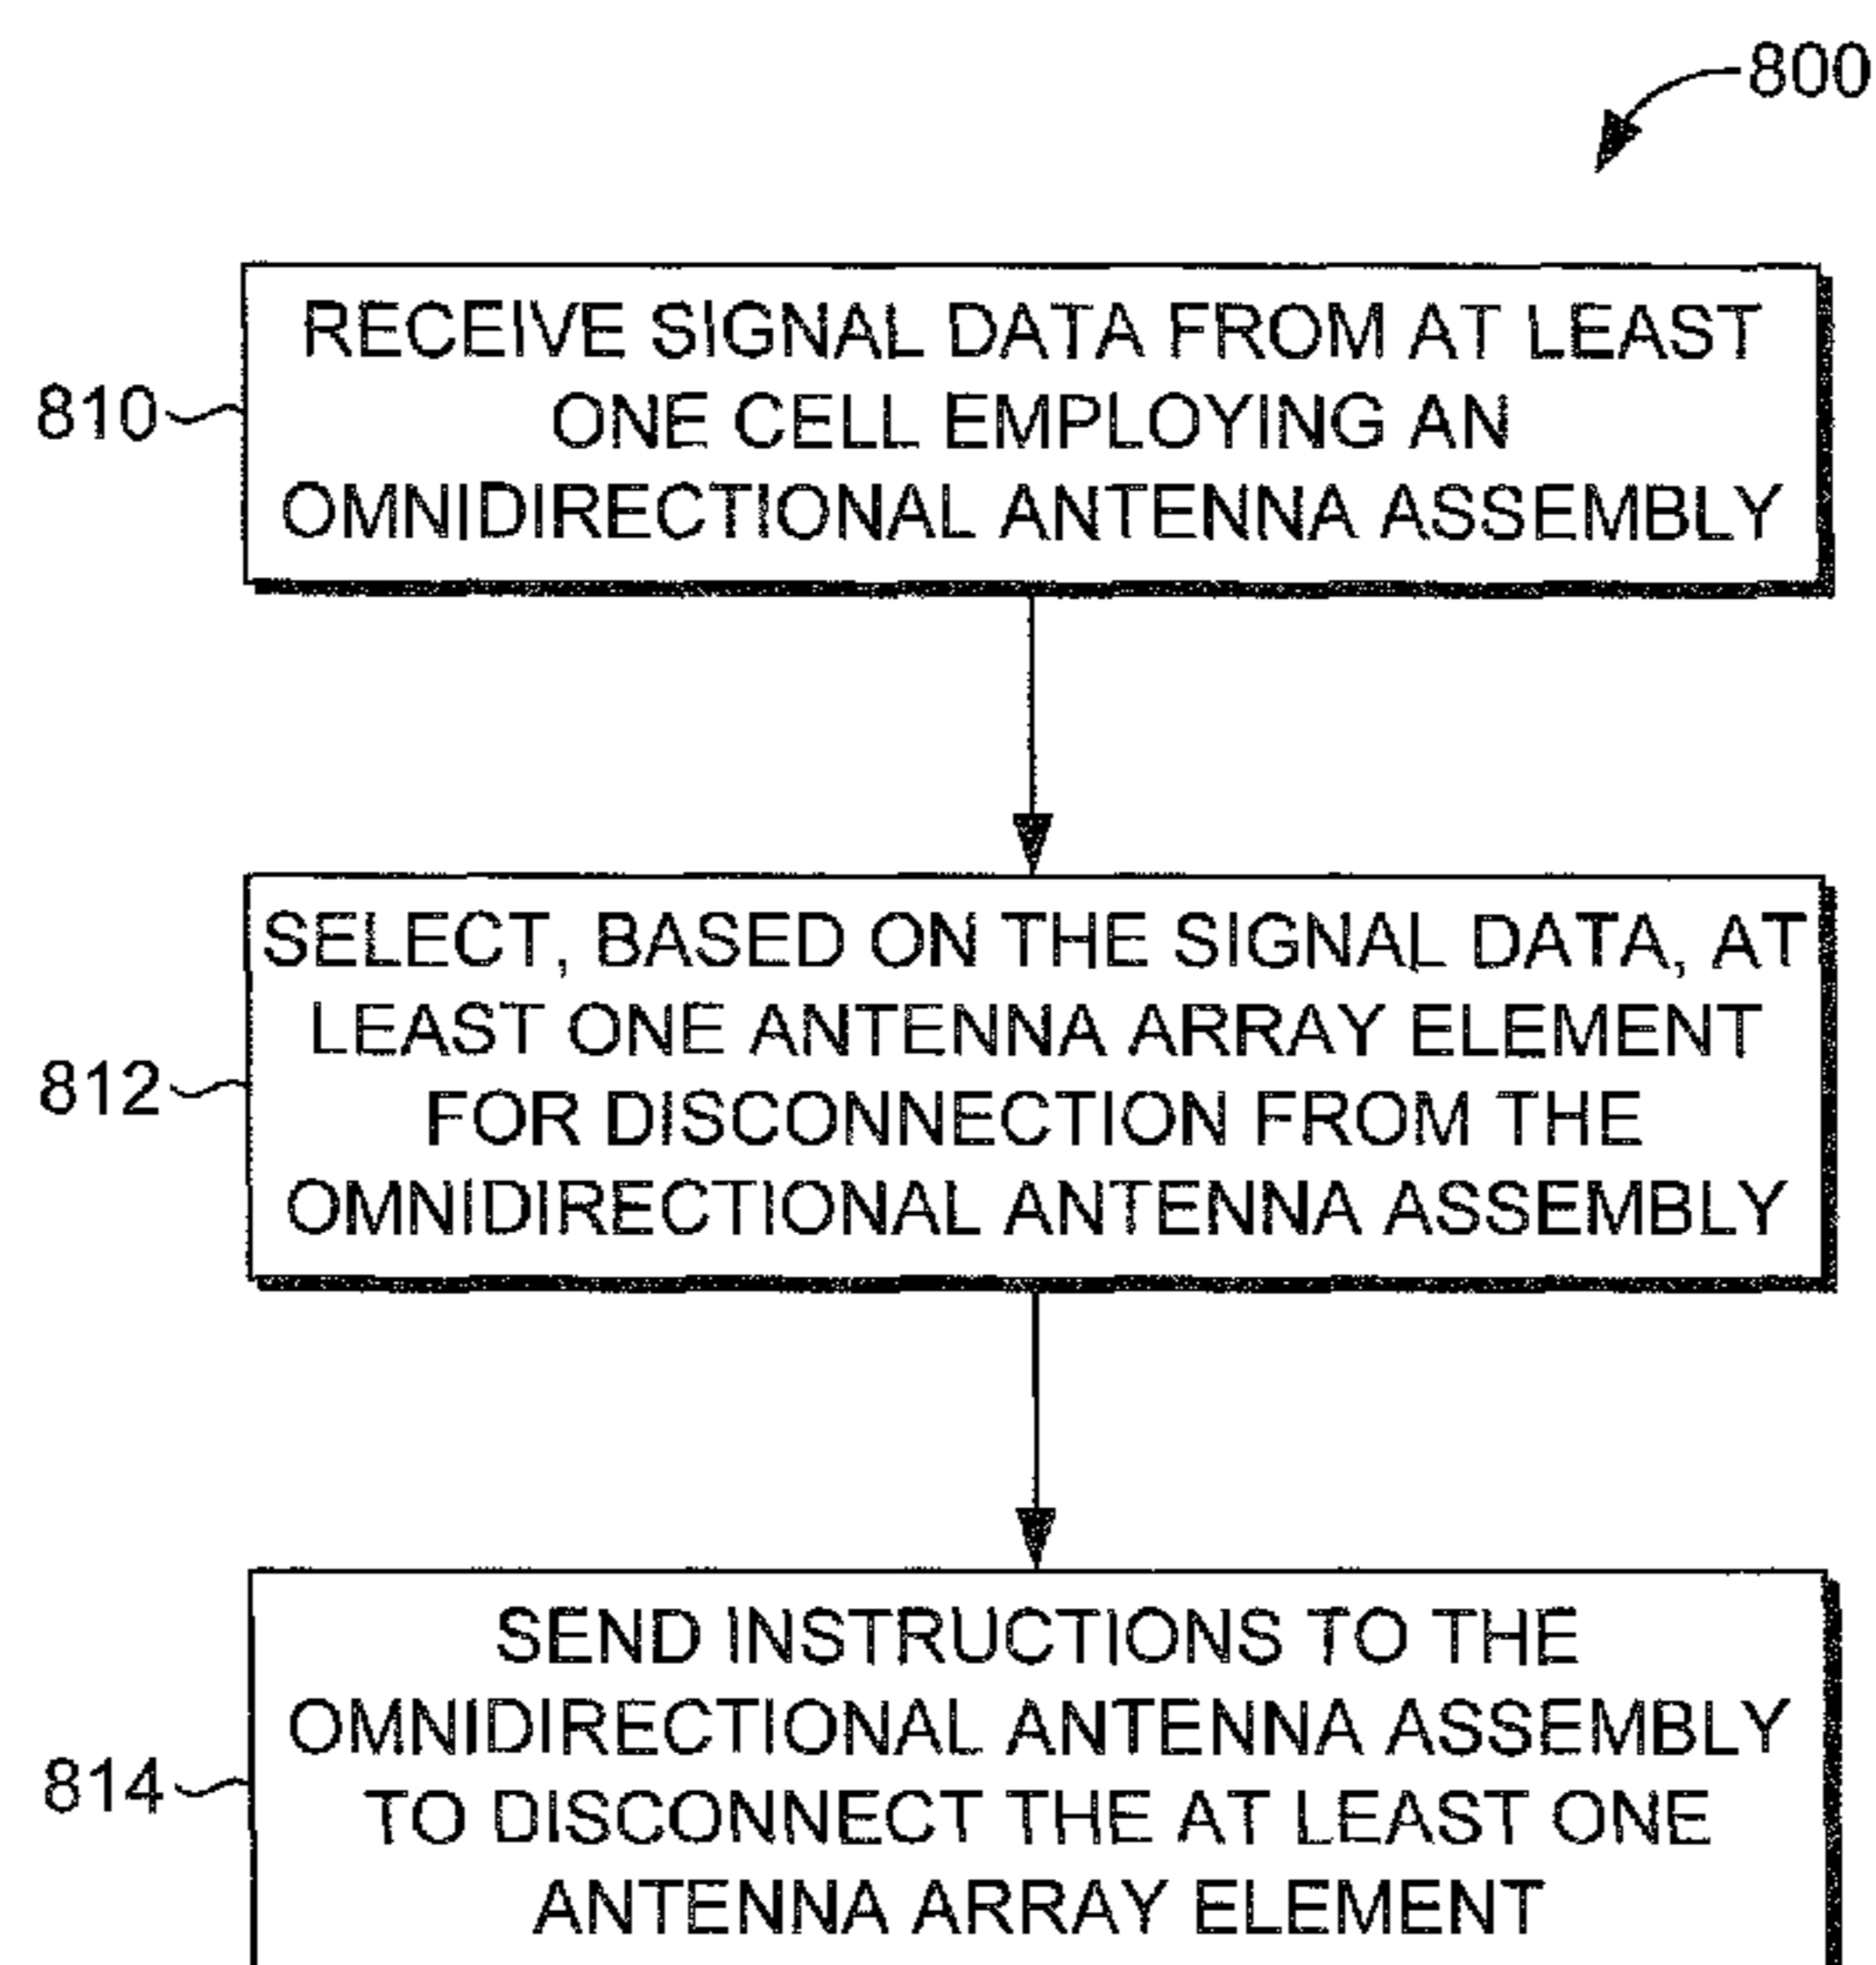 800
RECEIVE SIGNAL DATA FROM AT LEAST
ONE CELL EMPLOYING AN
OMNIDIRECTIONAL ANTENNA ASSEMBLY
810
SELECT, BASED ON THE SIGNAL DATA, AT
LEAST ONE ANTENNA ARRAY ELEMENT
FOR DISCONNECTION FROM THE
OMNIDIRECTIONAL ANTENNA ASSEMBLY
812
SEND INSTRUCTIONS TO THE
OMNIDIRECTIONAL ANTENNA ASSEMBLY
TO DISCONNECT THE AT LEAST ONE
ANTENNA ARRAY ELEMENT
814